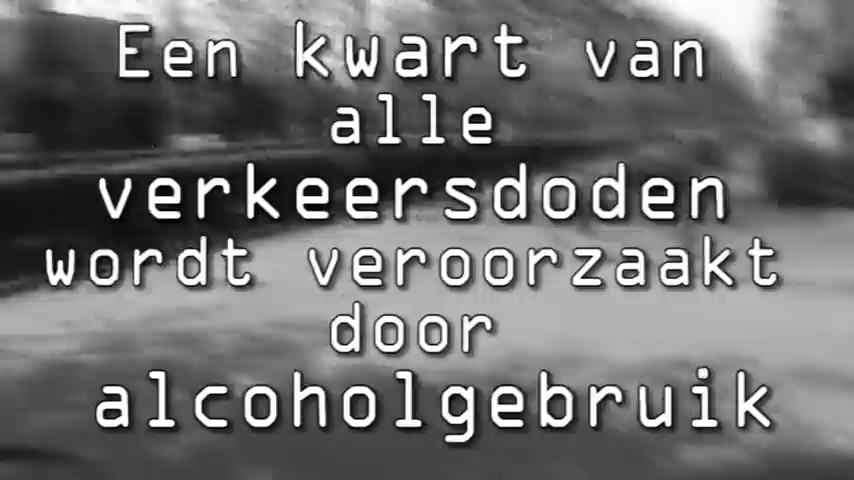 Een kwart van
alle
verkeersdoden
wordt veroorzaakt
door
alcoholgebruik